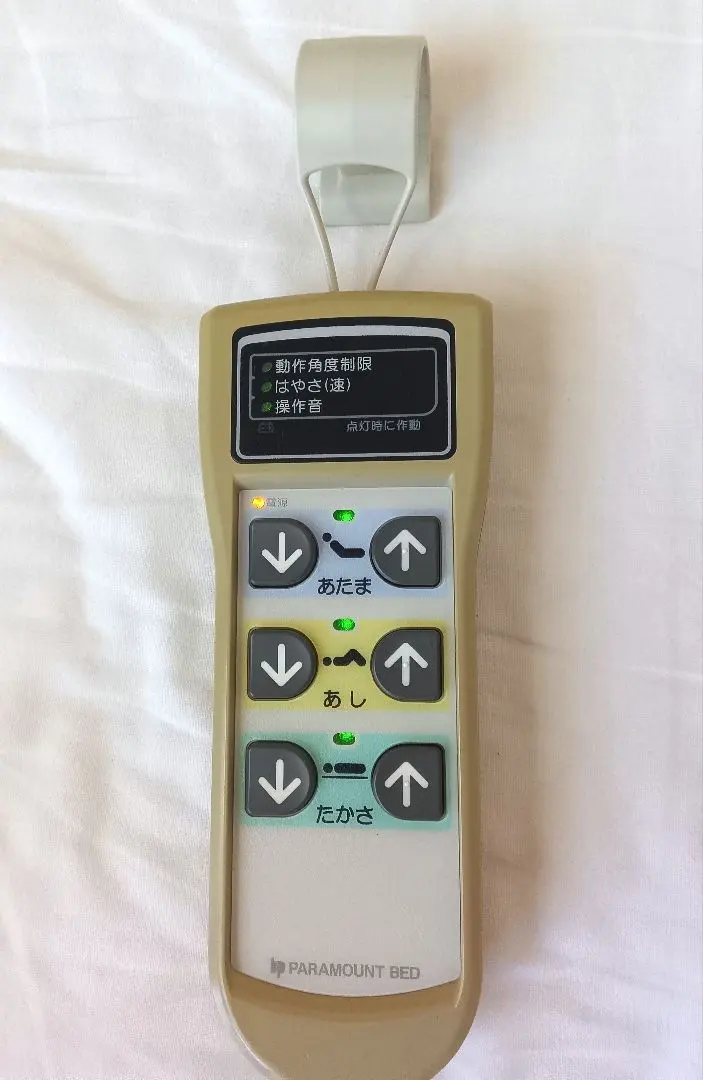 動作角度制限
はやさ(速)
操作音
点灯時に作動
電源
あたま
あし
たかさ
PARAMOUNT BED